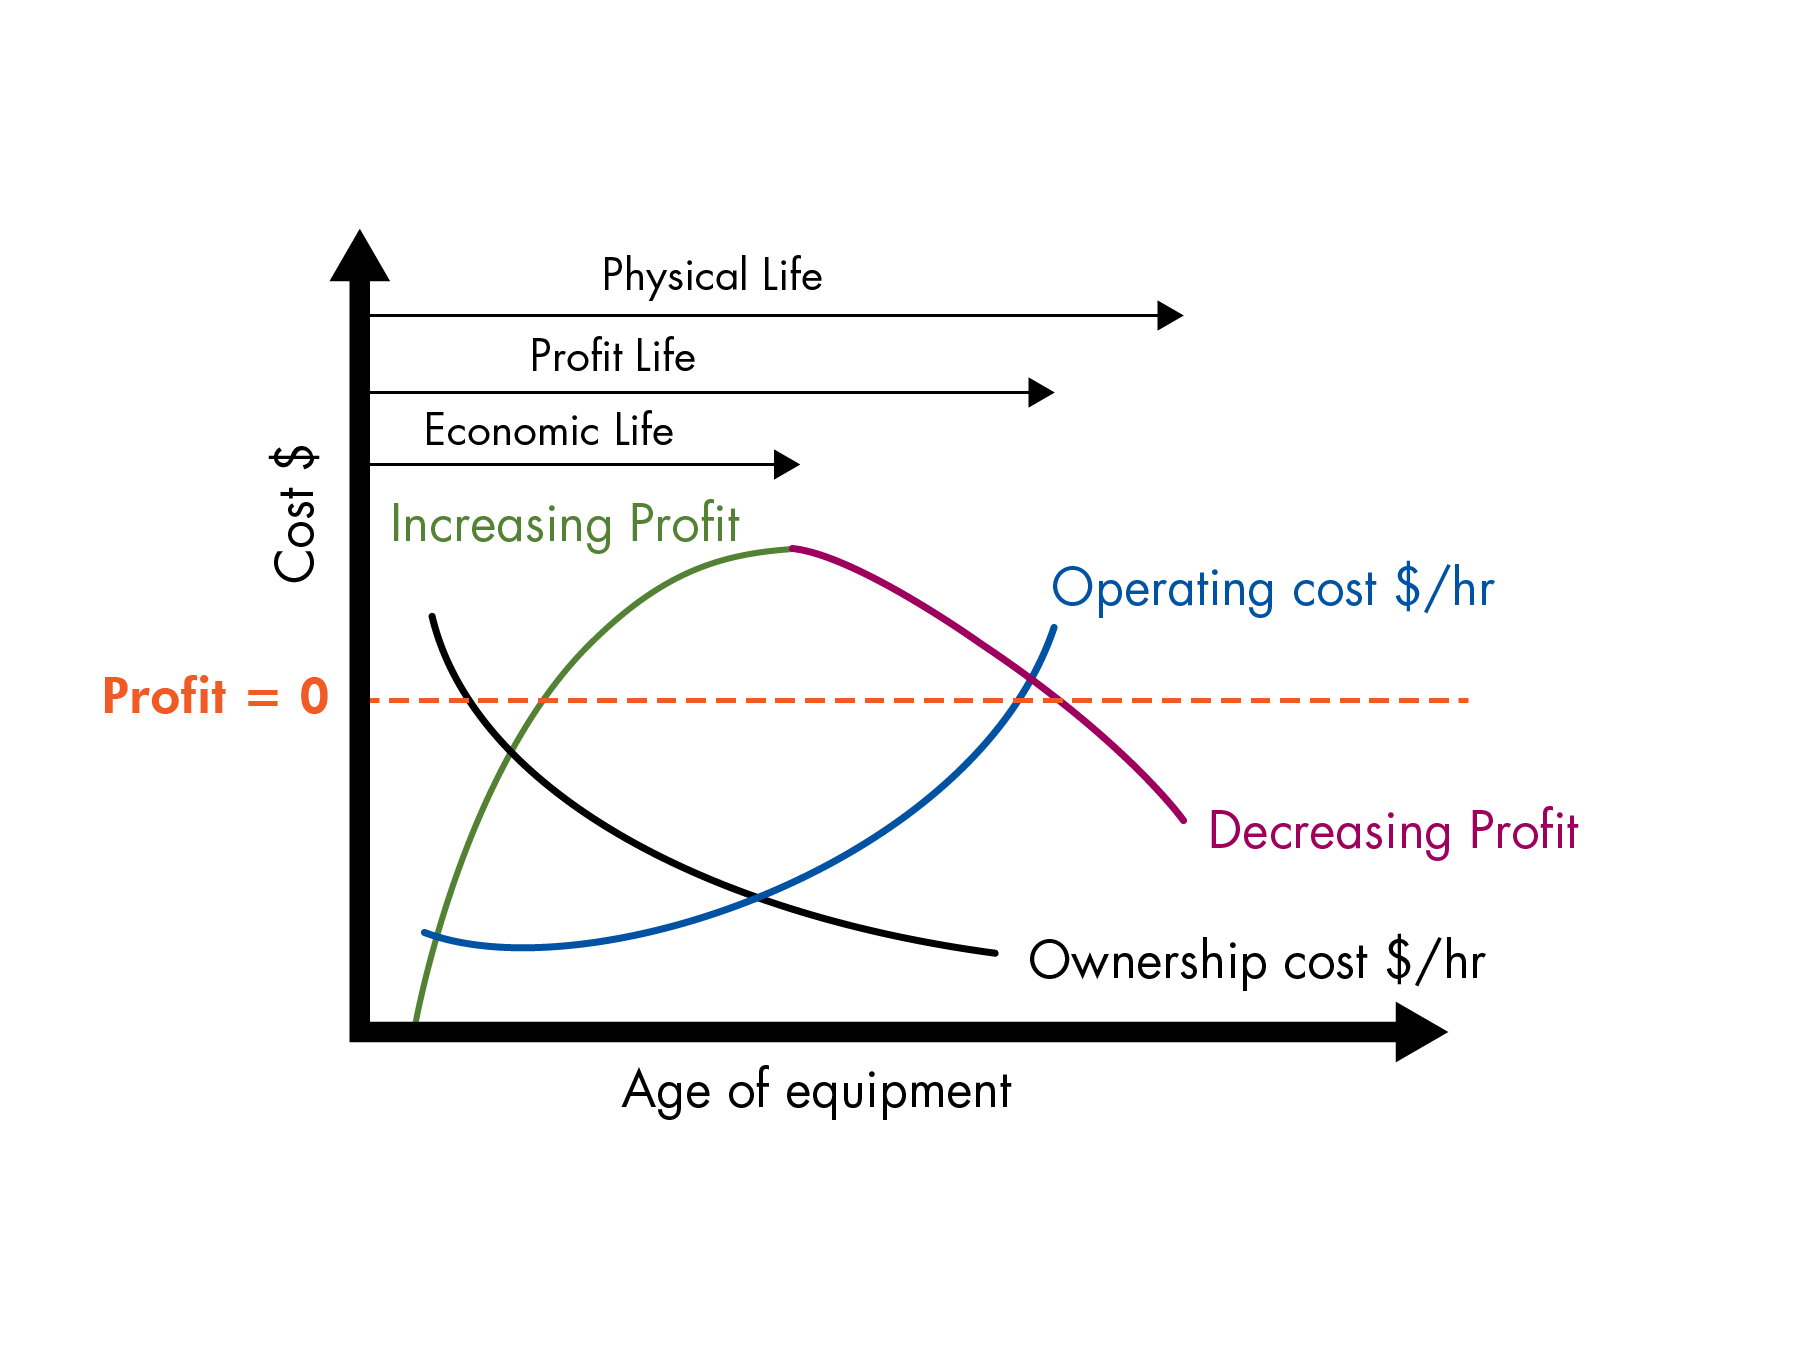 Physical Life
Profit Life
Economic Life
Cost $
Increasing Profit
Operating cost $/hr
Profit = 0
Decreasing Profit
Ownership cost $/hr
Age of equipment